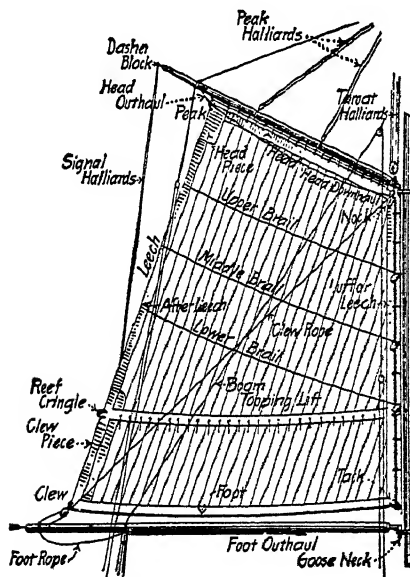 Peak
Halliards
Dasher
Block
Head
Outhaul
Peak
Throat
Halliards
Head
Head Downhaul
Head
Piece
Nock
Signal
Halliards
Upper Brail
Leech
Middle Brail
Luff or
Leech
After Leech
Clew Rope
Lower Brail
Boom
Topping Lift
Reef
Cringle
Clew
Piece
Tack
Clew
Foot
Foot Rope
Foot Outhaul
Goose Neck